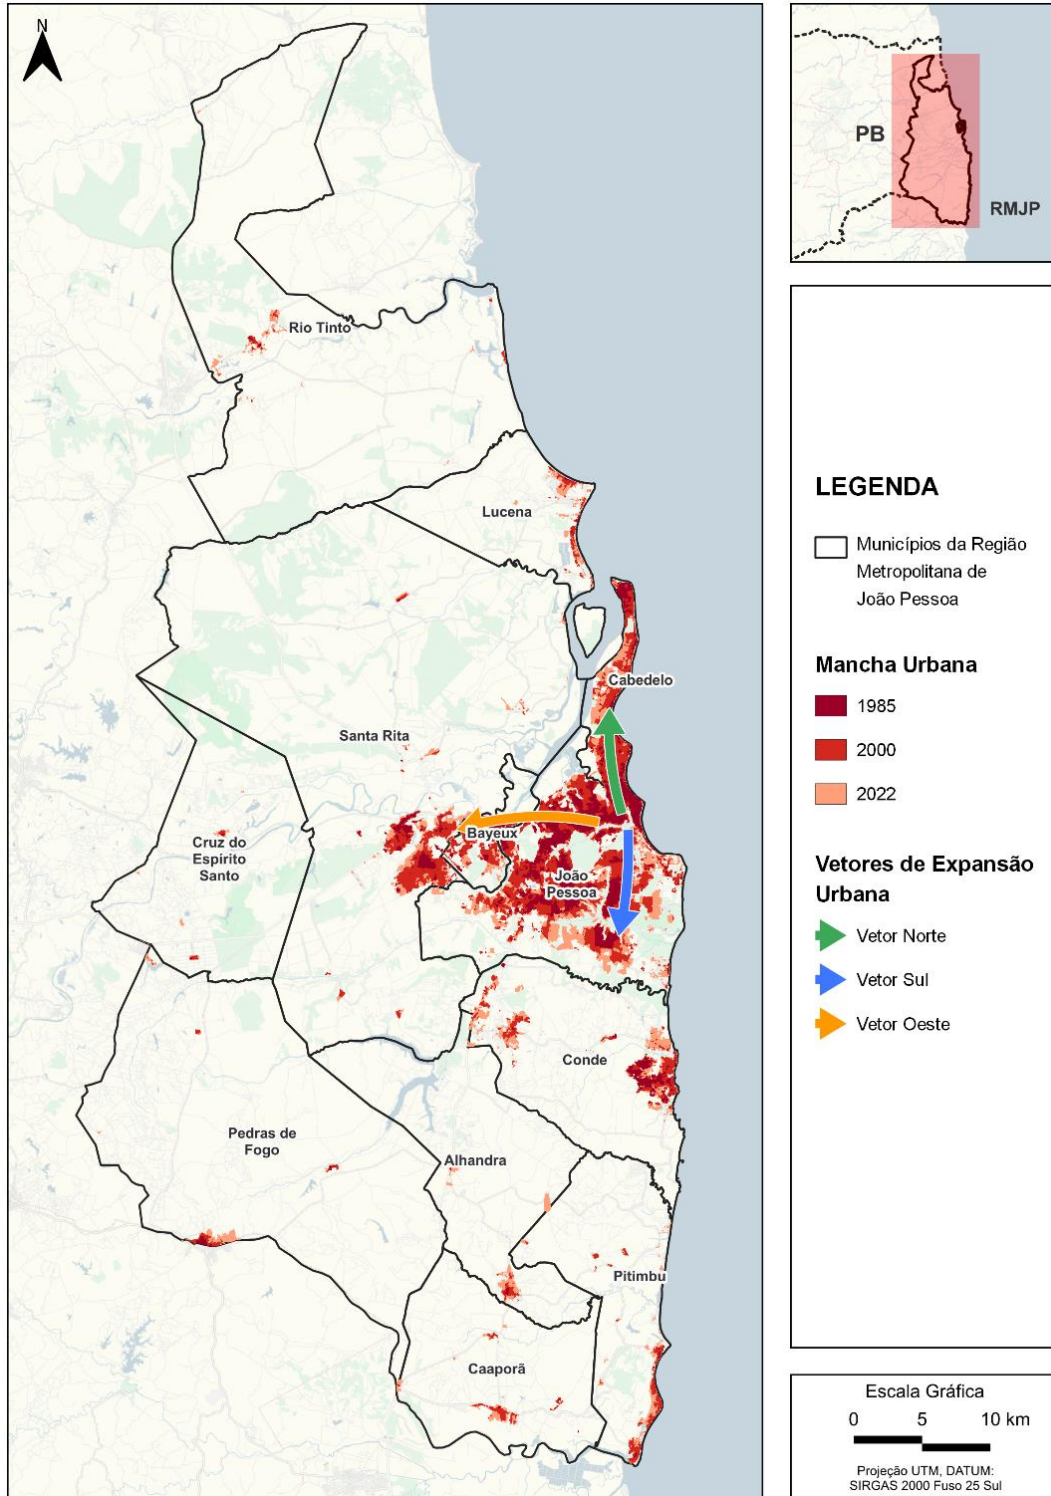 N
Rio Tinto
Lucena
Cabedelo
Santa Rita
Bayeux
Cruz do
Espírito
Santo
João
Pessoa
Conde
Pedras de
Fogo
Alhandra
Pitimbu
Caaporã
PB
RMJP
LEGENDA
Municípios da Região
Metropolitana de
João Pessoa
Mancha Urbana
1985
2000
2022
Vetores de Expansão
Urbana
Vetor Norte
Vetor Sul
Vetor Oeste
Escala Gráfica
0 5 10 km
Projeção UTM, DATUM:
SIRGAS 2000 Fuso 25 Sul